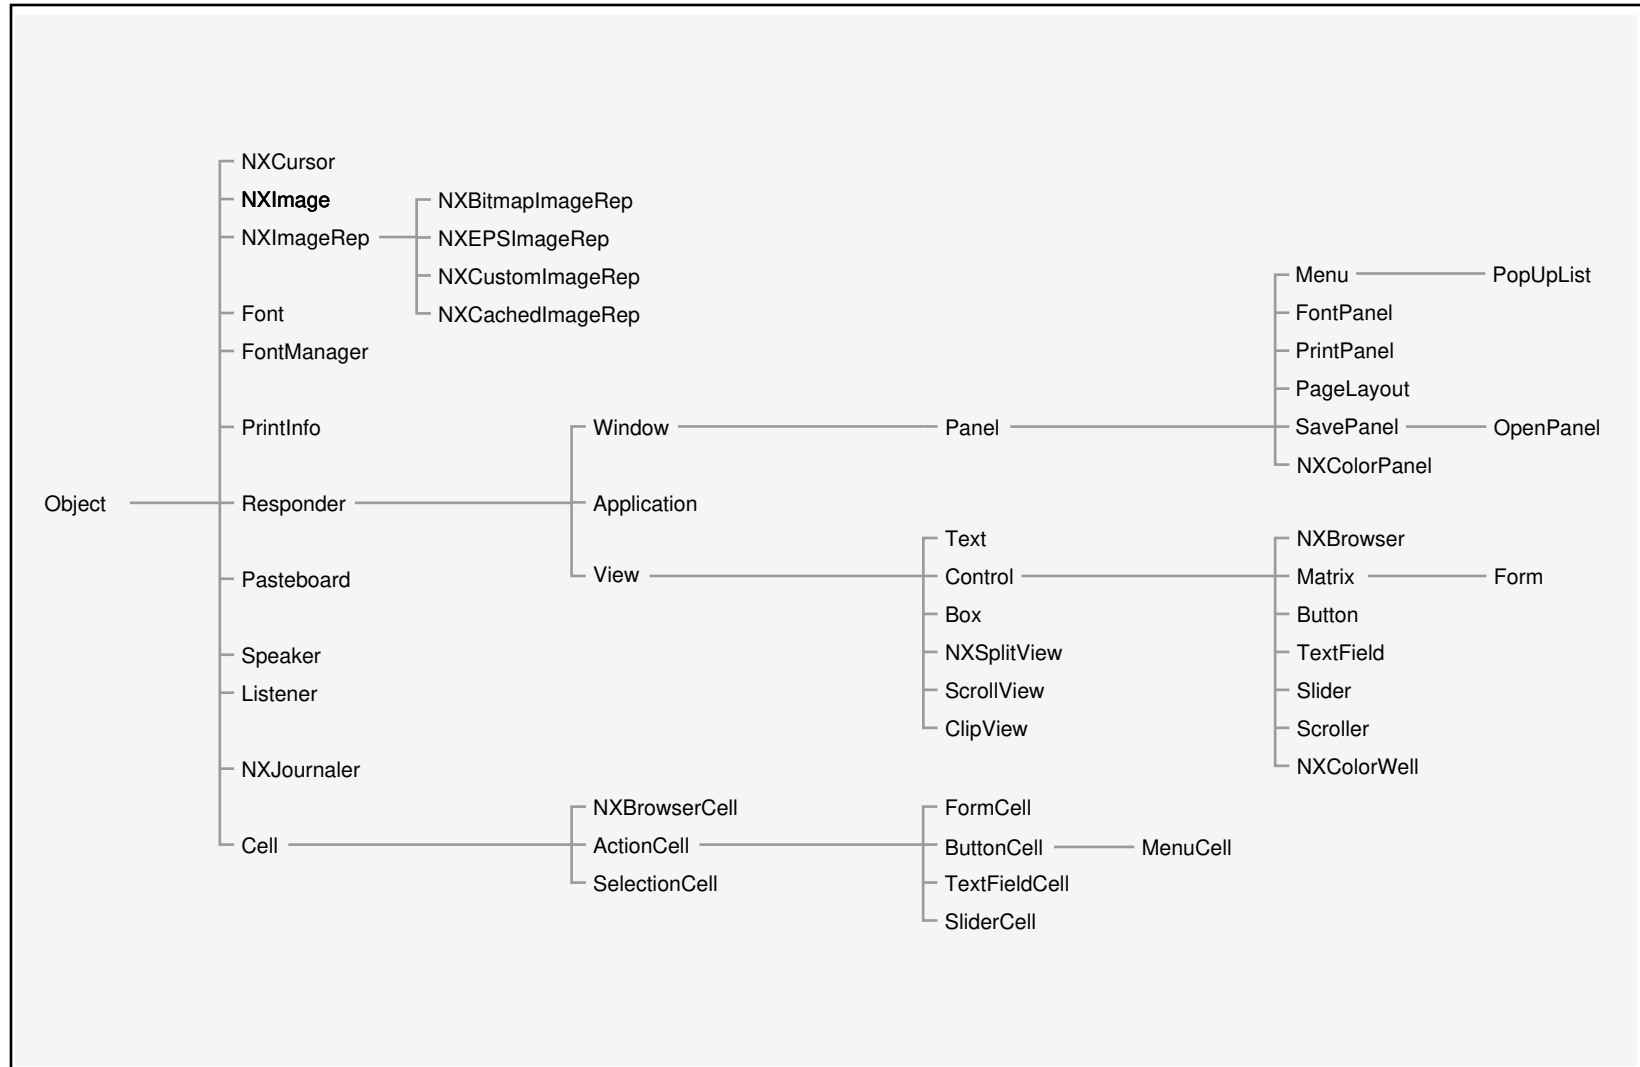 NXCursor
NXImage
NXImageRep
NXBitmapImageRep
NXEPSImageRep
NXCustomImageRep
NXCachedImageRep
Font
FontManager
PrintInfo
Object
Responder
Pasteboard
Speaker
Listener
NXJournaler
Cell
Window
Application
View
Panel
Menu
PopUpList
FontPanel
PrintPanel
PageLayout
SavePanel
OpenPanel
NXColorPanel
Text
Control
Box
NXSplitView
ScrollView
ClipView
NXBrowser
Matrix
Form
Button
TextField
Slider
Scroller
NXColorWell
NXBrowserCell
ActionCell
SelectionCell
FormCell
ButtonCell
MenuCell
TextFieldCell
SliderCell